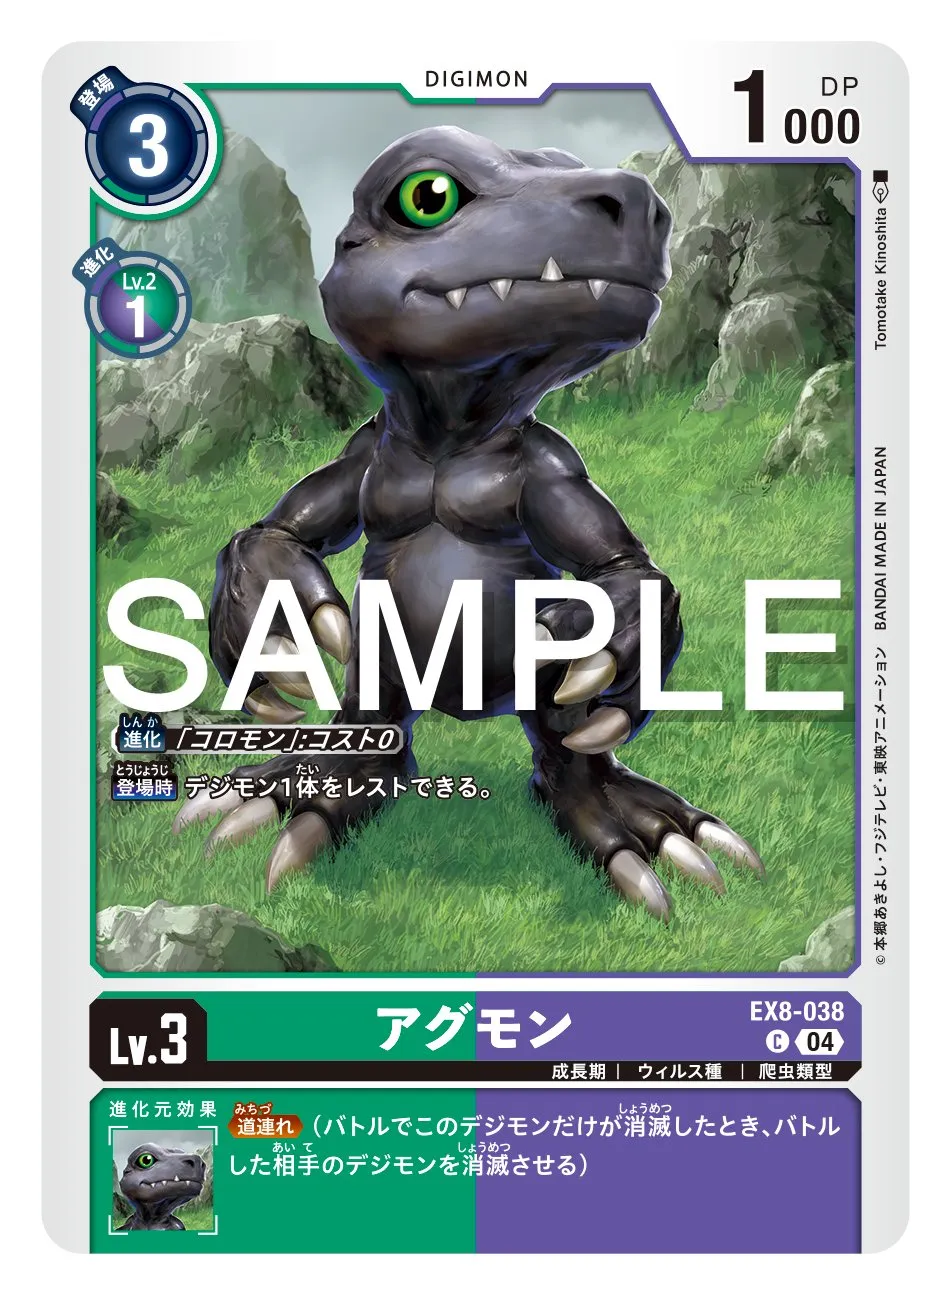 DIGIMON
登場
3
1000
DP
進化
Lv.2
1
Tomotake Kinoshita
BANDAI MADE IN JAPAN
©本郷あきよし・フジテレビ・東映アニメーション
SAMPLE
しんか
進化 「コロモン」:コスト0
とうじょうじ たい
登場時 デジモン1体をレストできる。
Lv.3
アグモン
EX8-038
C 04
成長期 | ウィルス種 | 爬虫類型
進化元効果
みちづ しょうめつ
道連れ (バトルでこのデジモンだけが消滅したとき、バトル
あいて しょうめつ
した相手のデジモンを消滅させる)